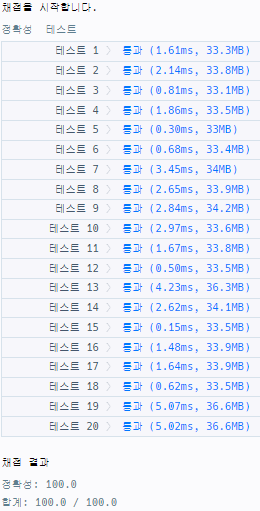 채점을 시작합니다.
정확성 테스트
테스트 1 〉 통과 (1.61ms, 33.3MB)
테스트 2 〉 통과 (2.14ms, 33.8MB)
테스트 3 〉 통과 (0.81ms, 33.1MB)
테스트 4 〉 통과 (1.86ms, 33.5MB)
테스트 5 〉 통과 (0.30ms, 33MB)
테스트 6 〉 통과 (0.68ms, 33.4MB)
테스트 7 〉 통과 (3.45ms, 34MB)
테스트 8 〉 통과 (2.65ms, 33.9MB)
테스트 9 〉 통과 (2.84ms, 34.2MB)
테스트 10 〉 통과 (2.97ms, 33.6MB)
테스트 11 〉 통과 (1.67ms, 33.8MB)
테스트 12 〉 통과 (0.50ms, 33.5MB)
테스트 13 〉 통과 (4.23ms, 36.3MB)
테스트 14 〉 통과 (2.62ms, 34.1MB)
테스트 15 〉 통과 (0.15ms, 33.5MB)
테스트 16 〉 통과 (1.48ms, 33.9MB)
테스트 17 〉 통과 (1.64ms, 33.9MB)
테스트 18 〉 통과 (0.62ms, 33.5MB)
테스트 19 〉 통과 (5.07ms, 36.6MB)
테스트 20 〉 통과 (5.02ms, 36.6MB)
채점 결과
정확성: 100.0
합계: 100.0 / 100.0